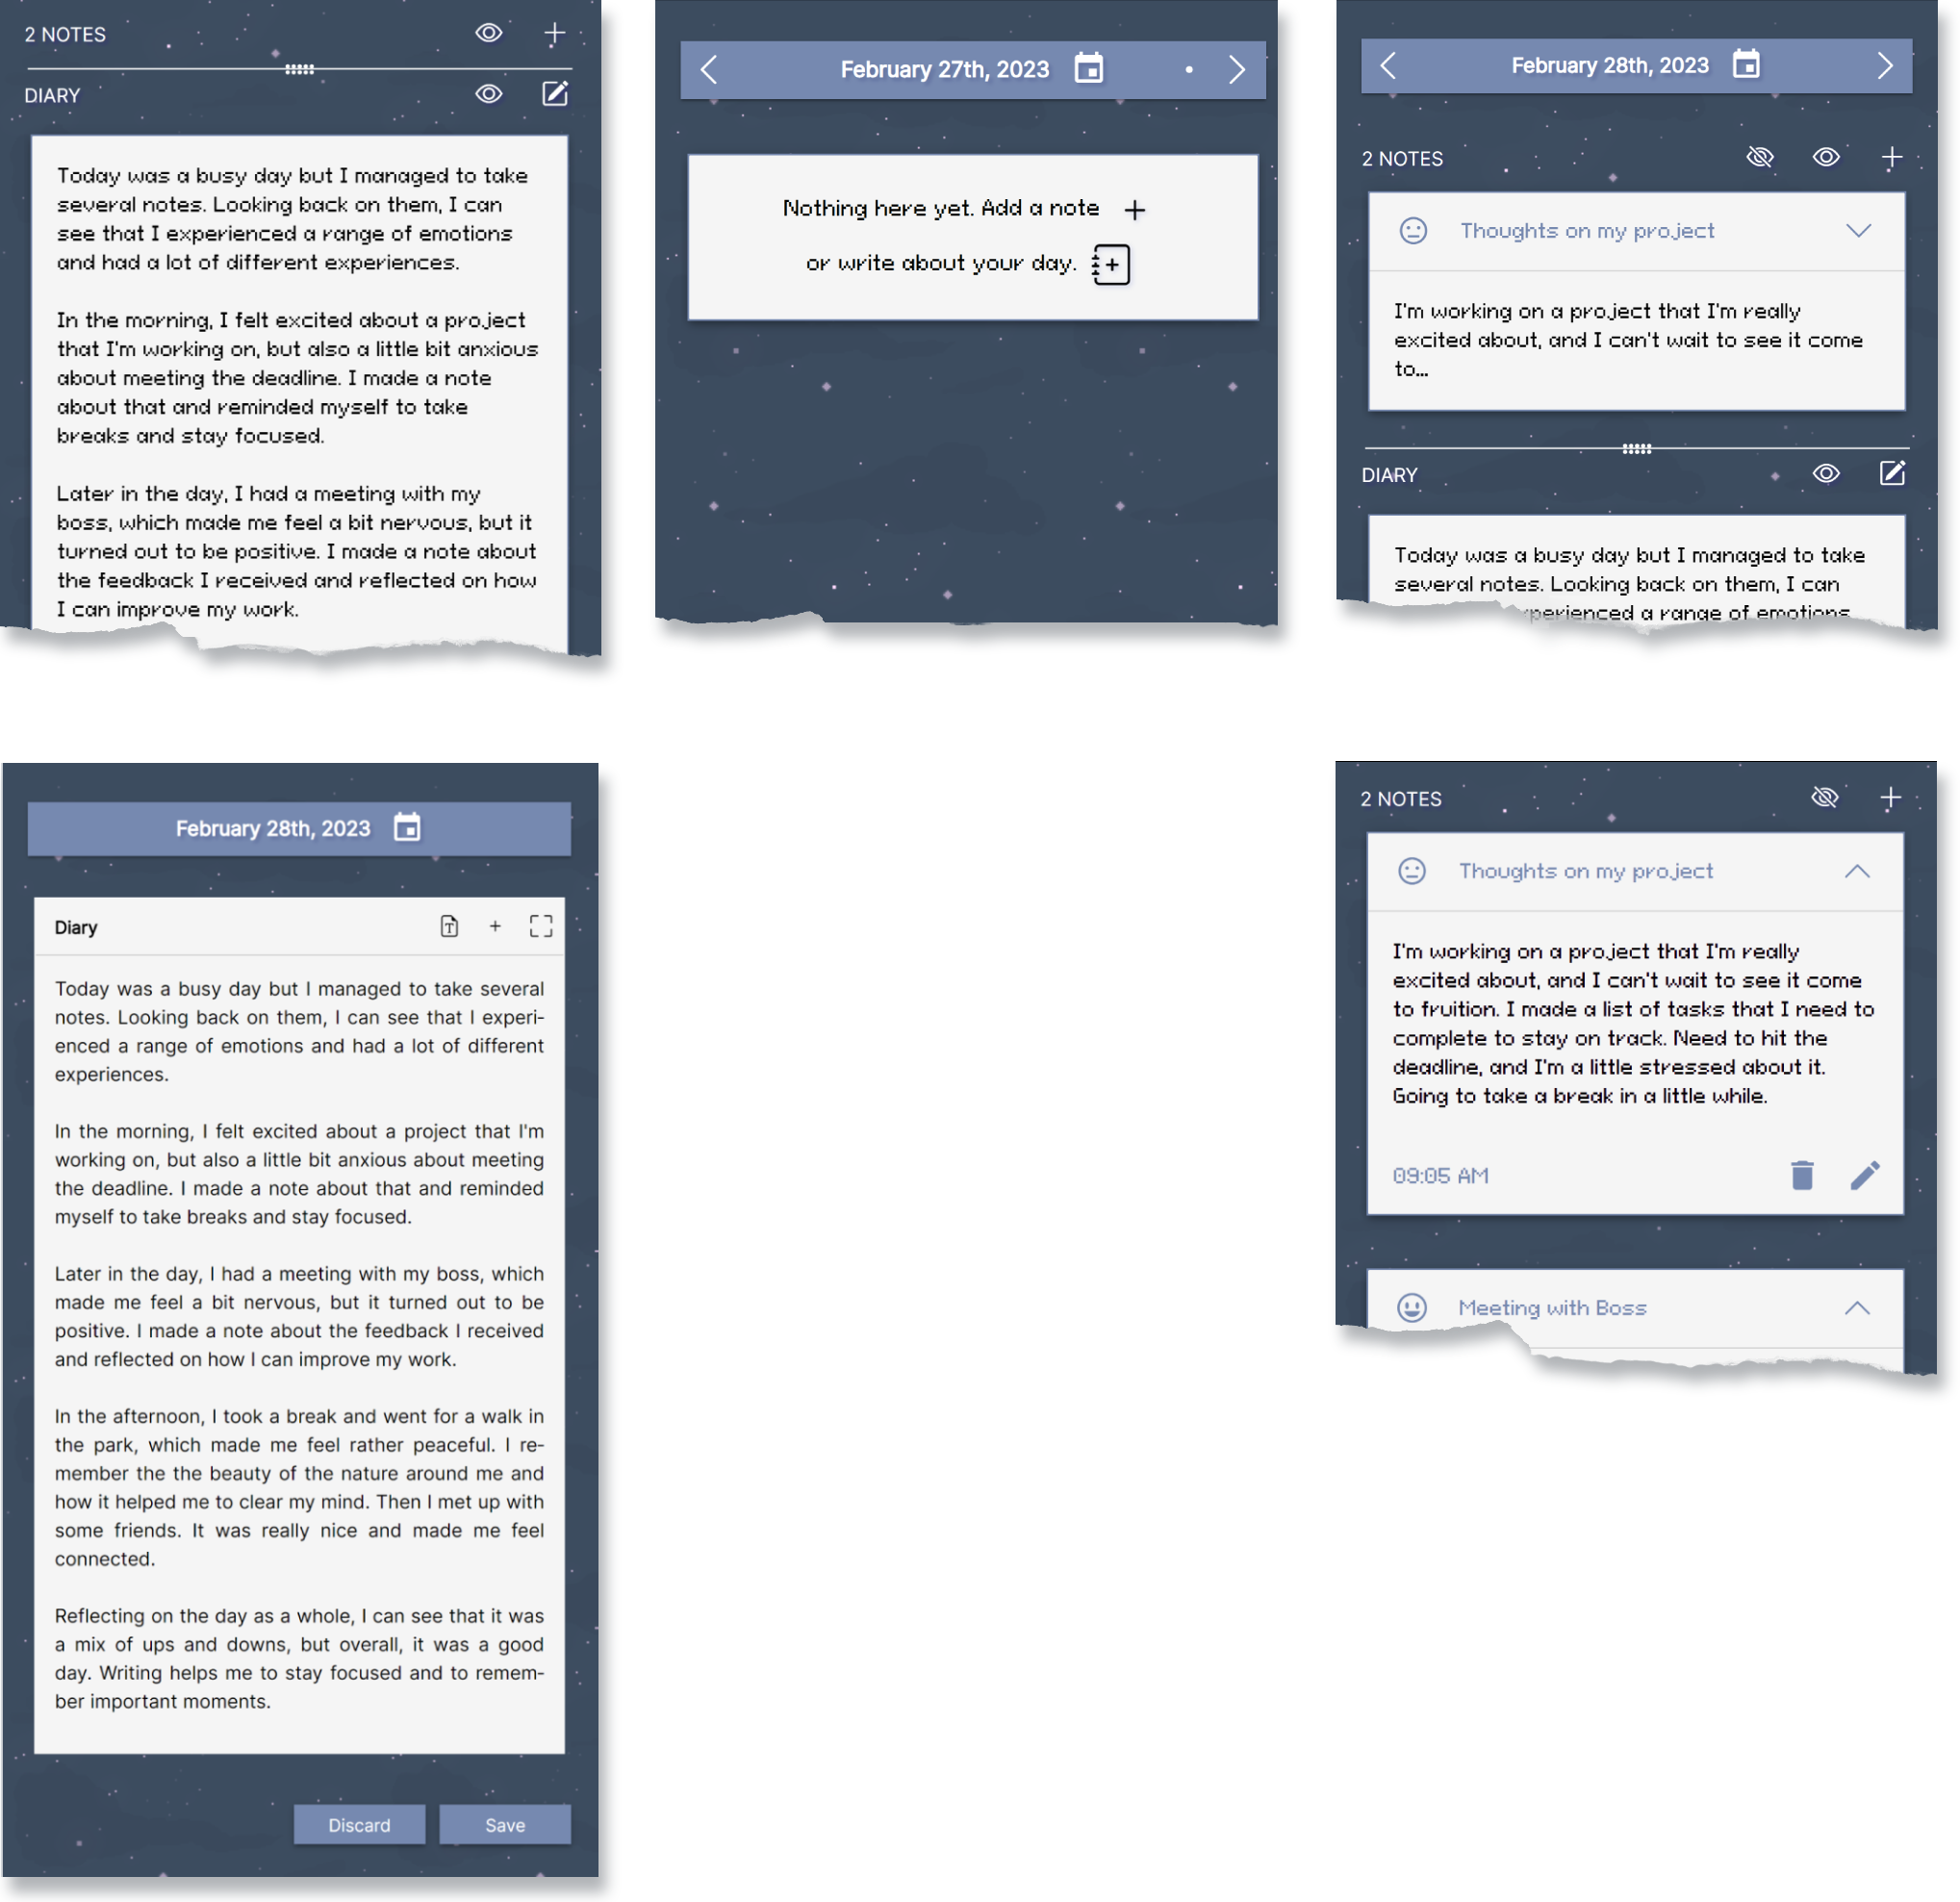 2 NOTES
DIARY
Today was a busy day but I managed to take
several notes. Looking back on them, I can
see that I experienced a range of emotions
and had a lot of different experiences.
In the morning, I felt excited about a project
that I'm working on, but also a little bit anxious
about meeting the deadline. I made a note
about that and reminded myself to take
breaks and stay focused.
Later in the day, I had a meeting with my
boss, which made me feel a bit nervous, but it
turned out to be positive. I made a note about
the feedback I received and reflected on how
I can improve my work.
February 27th, 2023
Nothing here yet. Add a note
or write about your day.
February 28th, 2023
2 NOTES
Thoughts on my project
I'm working on a project that I'm really
excited about, and I can't wait to see it come
to...
DIARY
Today was a busy day but I managed to take
several notes. Looking back on them, I can
xperienced a range of emotions
February 28th, 2023
Diary
Today was a busy day but I managed to take several
notes. Looking back on them, I can see that I experi-
enced a range of emotions and had a lot of different
experiences.
In the morning, I felt excited about a project that I'm
working on, but also a little bit anxious about meeting
the deadline. I made a note about that and reminded
myself to take breaks and stay focused.
Later in the day, I had a meeting with my boss, which
made me feel a bit nervous, but it turned out to be
positive. I made a note about the feedback I received
and reflected on how I can improve my work.
In the afternoon, I took a break and went for a walk in
the park, which made me feel rather peaceful. I re-
member the the beauty of the nature around me and
how it helped me to clear my mind. Then I met up with
some friends. It was really nice and made me feel
connected.
Reflecting on the day as a whole, I can see that it was
a mix of ups and downs, but overall, it was a good
day. Writing helps me to stay focused and to remem-
ber important moments.
Discard
Save
2 NOTES
Thoughts on my project
I'm working on a project that I'm really
excited about, and I can't wait to see it come
to fruition. I made a list of tasks that I need to
complete to stay on track. Need to hit the
deadline, and I'm a little stressed about it.
Going to take a break in a little while.
09:05 AM
Meeting with Boss